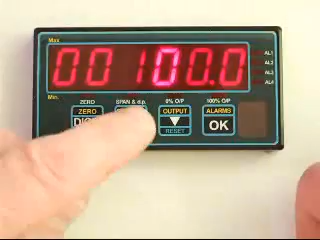 Max
00100.0
AL1
AL2
AL3
AL4
Min.
ZERO SPAN & d.p. 0% O/P 100% O/P
ZERO OUTPUT ALARMS
RESET OK